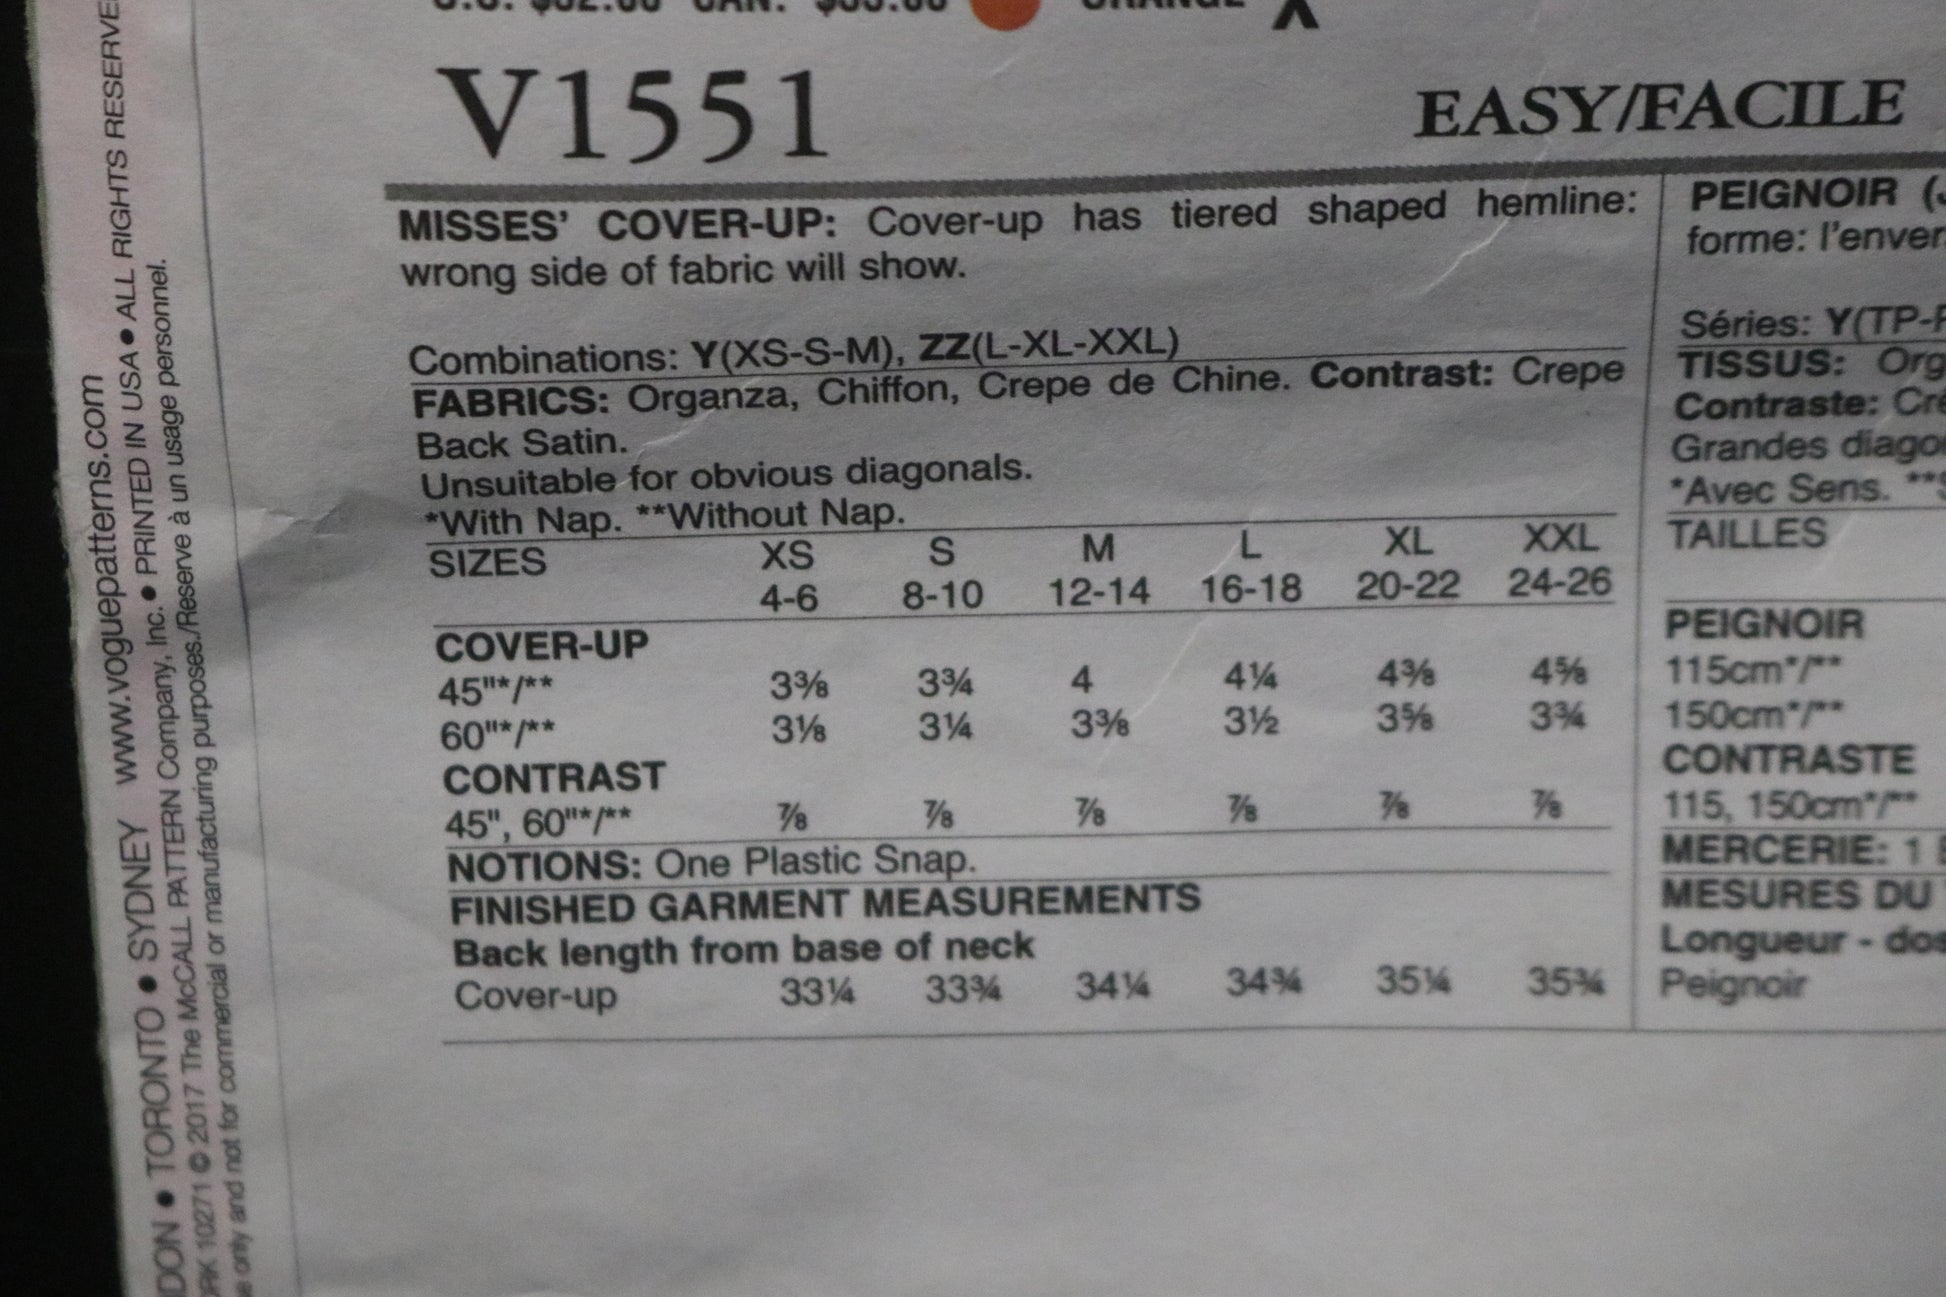 V1551
EASY/FACILE
MISSES' COVER-UP: Cover-up has tiered shaped hemline:
wrong side of fabric will show.
Combinations: Y(XS-S-M), ZZ(L-XL-XXL)
FABRICS: Organza, Chiffon, Crepe de Chine. Contrast: Crepe
Back Satin.
Unsuitable for obvious diagonals.
*With Nap. **Without Nap.
SIZES XS S M L XL XXL
4-6 8-10 12-14 16-18 20-22 24-26
COVER-UP
45"*/** 3⅜ 3¾ 4 4¼ 4⅜ 4⅝
60"*/** 3⅛ 3¼ 3⅜ 3½ 3⅝ 3¾
CONTRAST
45", 60"*/** ⅞ ⅞ ⅞ ⅞ ⅞ ⅞
NOTIONS: One Plastic Snap.
FINISHED GARMENT MEASUREMENTS
Back length from base of neck
Cover-up 33¼ 33¾ 34¼ 34¾ 35¼ 35¾
PEIGNOIR
forme:
Séries:
TISSUS:
Contraste:
Grandes
*Avec Sens.
TAILLES
PEIGNOIR
115cm*/**
150cm*/**
CONTRASTE
115, 150cm*/**
MERCERIE: 1
MESURES DU
Longueur -
Peignoir
TORONTO ● SYDNEY www.voguepatterns.com
10271 © 2017 The McCALL PATTERN Company, Inc. ● PRINTED IN USA ● ALL RIGHTS
only and not for commercial or manufacturing purposes./Reserve à un usage personnel.